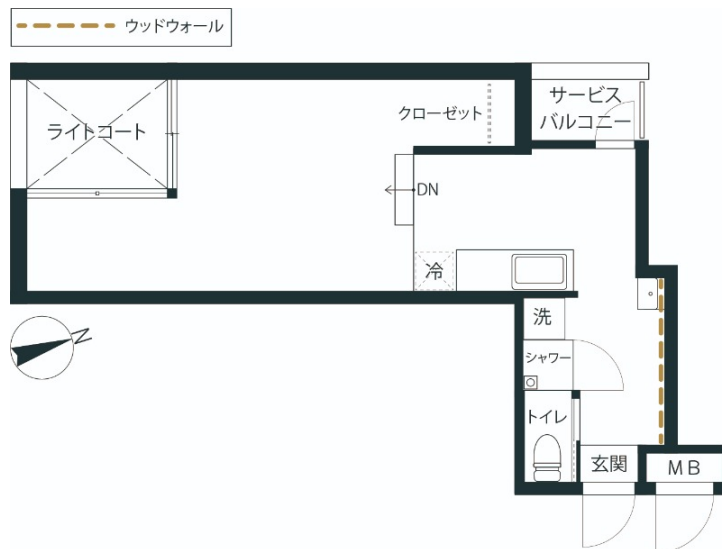 ウッドウォール
サービス
バルコニー
クローゼット
ライトコート
DN
冷
洗
シャワー
トイレ
玄関
MB
N